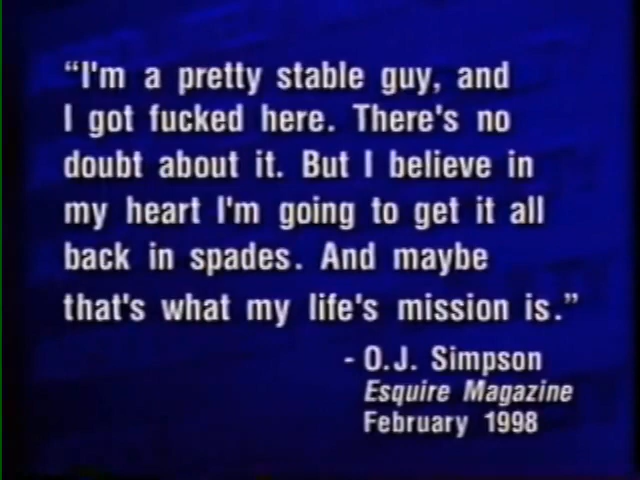 “I'm a pretty stable guy, and
I got fucked here. There's no
doubt about it. But I believe in
my heart I'm going to get it all
back in spades. And maybe
that's what my life's mission is.”
- O.J. Simpson
Esquire Magazine
February 1998